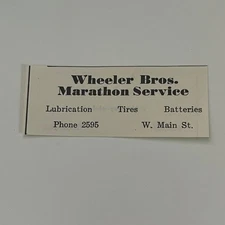 Wheeler Bros.
Marathon Service
Lubrication Tires Batteries
Phone 2595 W. Main St.